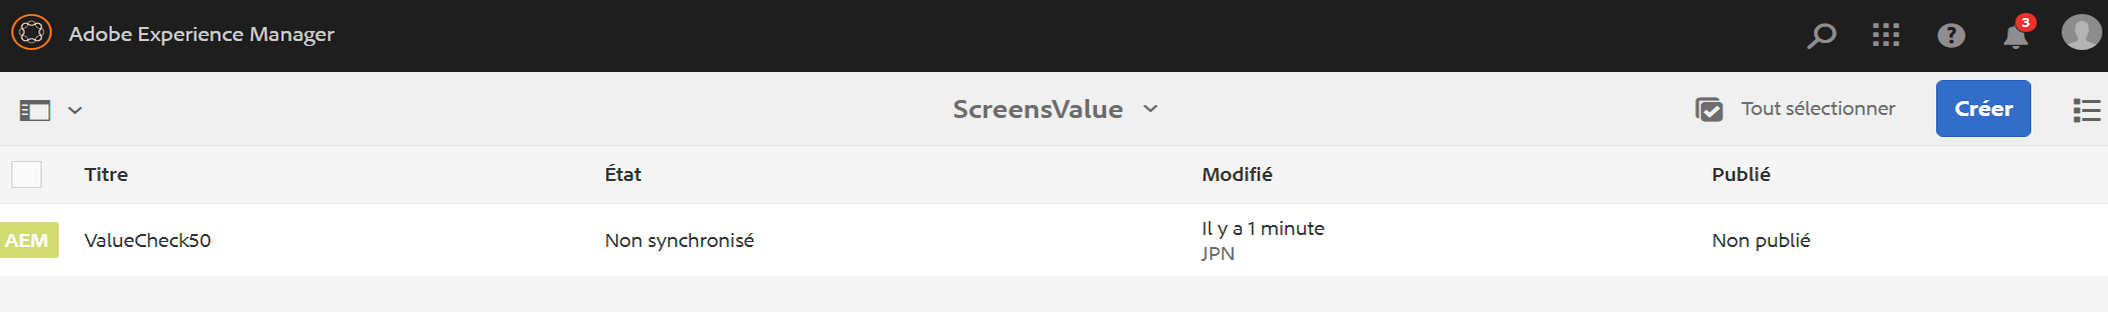 Adobe Experience Manager
3
ScreensValue
Tout sélectionner
Créer
Titre État Modifié Publié
AEM ValueCheck50 Non synchronisé Il y a 1 minute Non publié
JPN